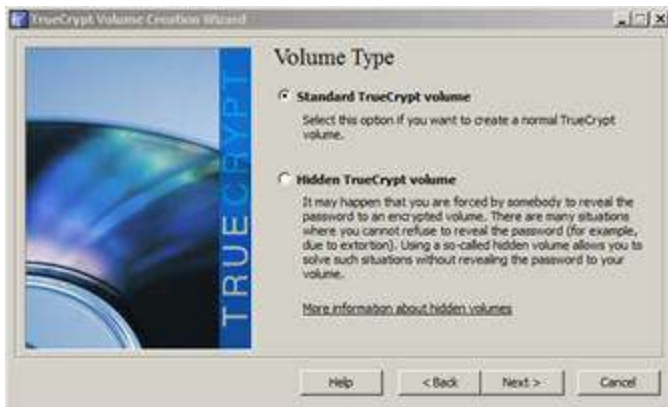 TrueCrypt Volume Creation Wizard
TRUECRYPT
Volume Type
Standard TrueCrypt volume
Select this option if you want to create a normal TrueCrypt
volume.
Hidden TrueCrypt volume
It may happen that you are forced by somebody to reveal the
password to an encrypted volume. There are many situations
where you cannot refuse to reveal the password (for example,
due to extortion). Using a so-called hidden volume allows you to
solve such situations without revealing the password to your
volume.
More information about hidden volumes
Help
< Back
Next >
Cancel